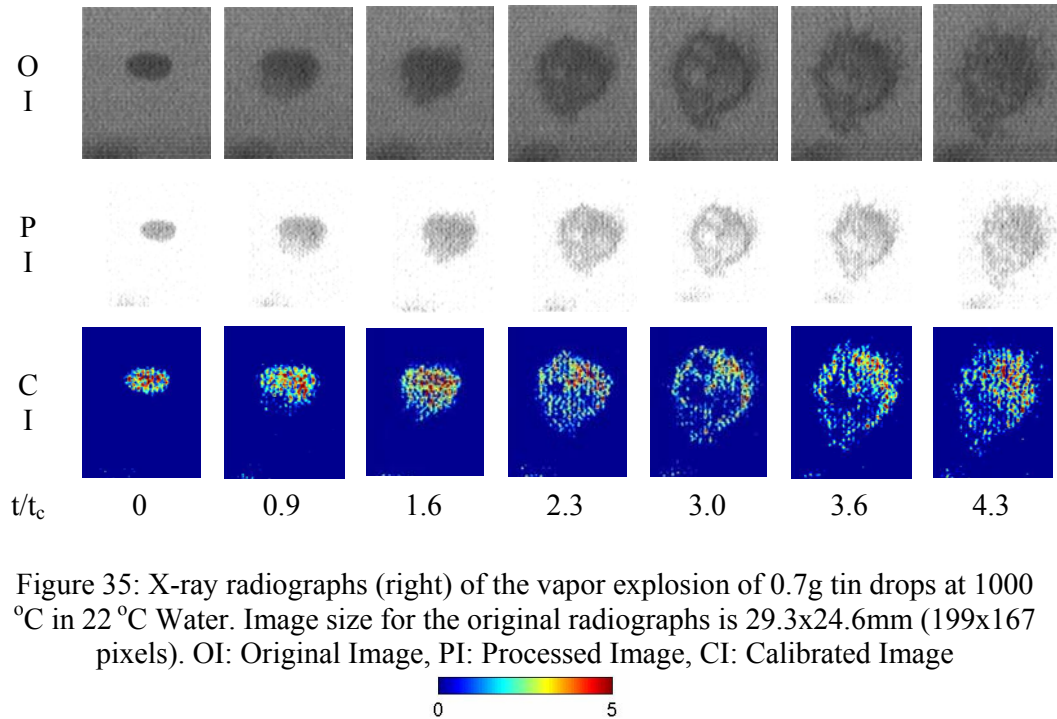 O
I
P
I
C
I
t/tc 0 0.9 1.6 2.3 3.0 3.6 4.3
Figure 35: X-ray radiographs (right) of the vapor explosion of 0.7g tin drops at 1000
°C in 22 °C Water. Image size for the original radiographs is 29.3x24.6mm (199x167
pixels). OI: Original Image, PI: Processed Image, CI: Calibrated Image
0 5